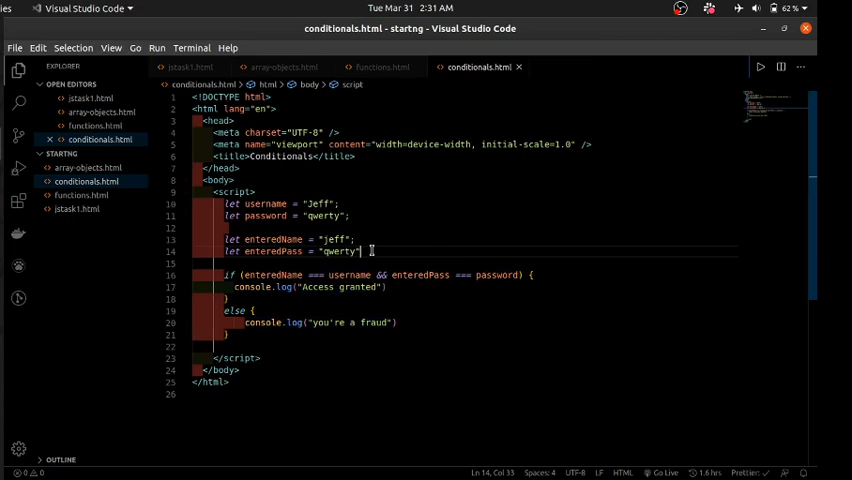 ies Visual Studio Code Tue Mar 31 2:31 AM 62 %
conditionals.html - startng - Visual Studio Code
File Edit Selection View Go Run Terminal Help
EXPLORER
jstask1.html array-objects.html functions.html conditionals.html
OPEN EDITORS
jstask1.html
array-objects.html
functions.html
conditionals.html
STARTNG
array-objects.html
conditionals.html
functions.html
jstask1.html
OUTLINE
conditionals.html > html > body > script
1 <!DOCTYPE html>
2 <html lang="en">
3 <head>
4 <meta charset="UTF-8" />
5 <meta name="viewport" content="width=device-width, initial-scale=1.0" />
6 <title>Conditionals</title>
7 </head>
8 <body>
9 <script>
10 let username = "Jeff";
11 let password = "qwerty";
12
13 let enteredName = "jeff";
14 let enteredPass = "qwerty"
15
16 if (enteredName === username && enteredPass === password) {
17 console.log("Access granted")
18 }
19 else {
20 console.log("you're a fraud")
21 }
22
23 </script>
24 </body>
25 </html>
26
0 0 Ln 14, Col 33 Spaces: 4 UTF-8 LF HTML Go Live 1.6 hrs Prettier: